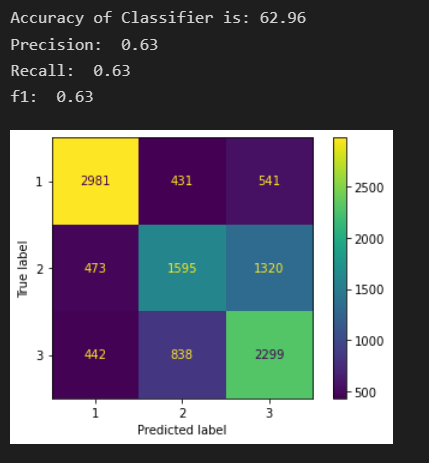 Accuracy of Classifier is: 62.96
Precision:  0.63
Recall:  0.63
f1:  0.63
1 2981 431 541
2 473 1595 1320
3 442 838 2299
1 2 3
Predicted label
True label
2500
2000
1500
1000
500